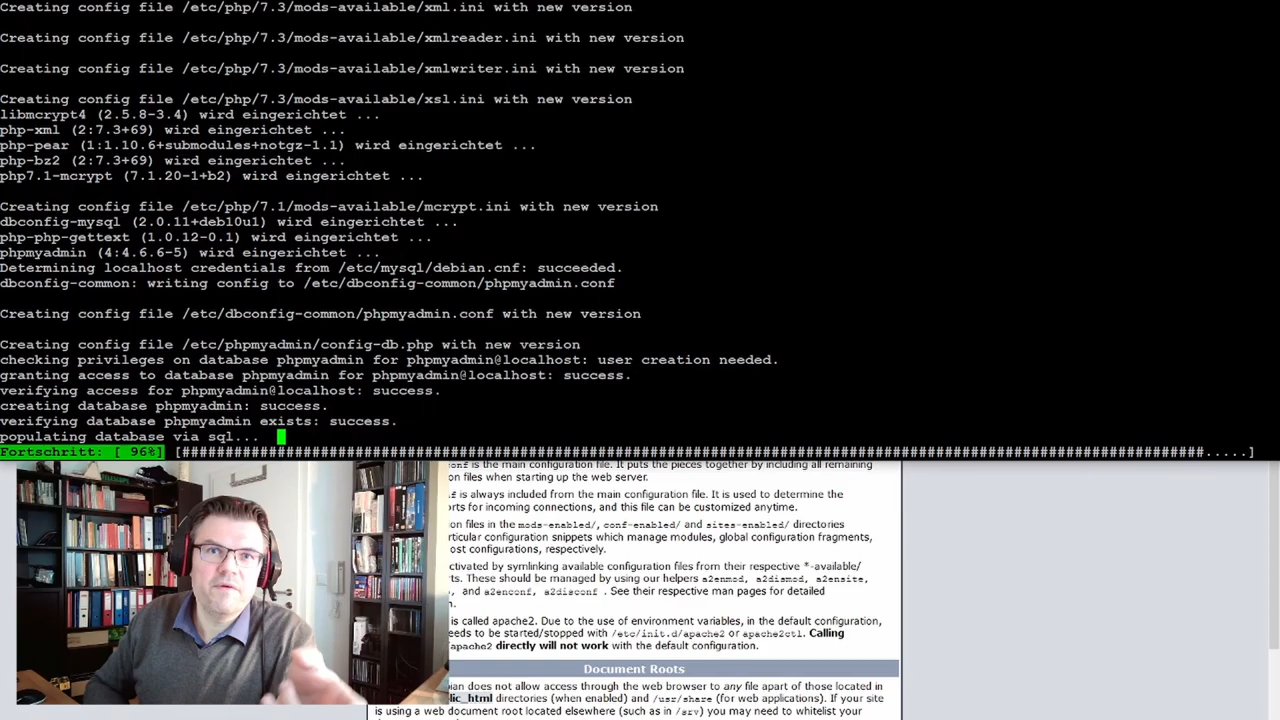 Creating config file /etc/php/7.3/mods-available/xml.ini with new version
Creating config file /etc/php/7.3/mods-available/xmlreader.ini with new version
Creating config file /etc/php/7.3/mods-available/xmlwriter.ini with new version
Creating config file /etc/php/7.3/mods-available/xsl.ini with new version
libmcrypt4 (2.5.8-3.4) wird eingerichtet ...
php-xml (2:7.3+69) wird eingerichtet ...
php-pear (1:1.10.6+submodules+notgz-1.1) wird eingerichtet ...
php-bz2 (2:7.3+69) wird eingerichtet ...
php7.1-mcrypt (7.1.20-1+b2) wird eingerichtet ...
Creating config file /etc/php/7.1/mods-available/mcrypt.ini with new version
dbconfig-mysql (2.0.11+deb10u1) wird eingerichtet ...
php-php-gettext (1.0.12-0.1) wird eingerichtet ...
phpmyadmin (4:4.6.6-5) wird eingerichtet ...
Determining localhost credentials from /etc/mysql/debian.cnf: succeeded.
dbconfig-common: writing config to /etc/dbconfig-common/phpmyadmin.conf
Creating config file /etc/dbconfig-common/phpmyadmin.conf with new version
Creating config file /etc/phpmyadmin/config-db.php with new version
checking privileges on database phpmyadmin for phpmyadmin@localhost: user creation needed.
granting access to database phpmyadmin for phpmyadmin@localhost: success.
verifying access for phpmyadmin@localhost: success.
creating database phpmyadmin: success.
verifying database phpmyadmin exists: success.
populating database via sql...
Fortschritt: [ 96%]
is the main configuration file. It puts the pieces together by including all remaining
on files when starting up the web server.
is always included from the main configuration file. It is used to determine the
orts for incoming connections, and this file can be customized anytime.
on files in the mods-enabled/, conf-enabled/ and sites-enabled/ directories
rticular configuration snippets which manage modules, global configuration fragments,
ost configurations, respectively.
ctivated by symlinking available configuration files from their respective *-available/
ts. These should be managed by using our helpers a2enmod, a2dismod, a2ensite,
, and a2enconf, a2disconf . See their respective man pages for detailed
n.
is called apache2. Due to the use of environment variables, in the default configuration,
eeds to be started/stopped with /etc/init.d/apache2 or apache2ctl. Calling
apache2 directly will not work with the default configuration.
Document Roots
ian does not allow access through the web browser to any file apart of those located in
lic_html directories (when enabled) and /usr/share (for web applications). If your site
is using a web document root located elsewhere (such as in /srv) you may need to whitelist your